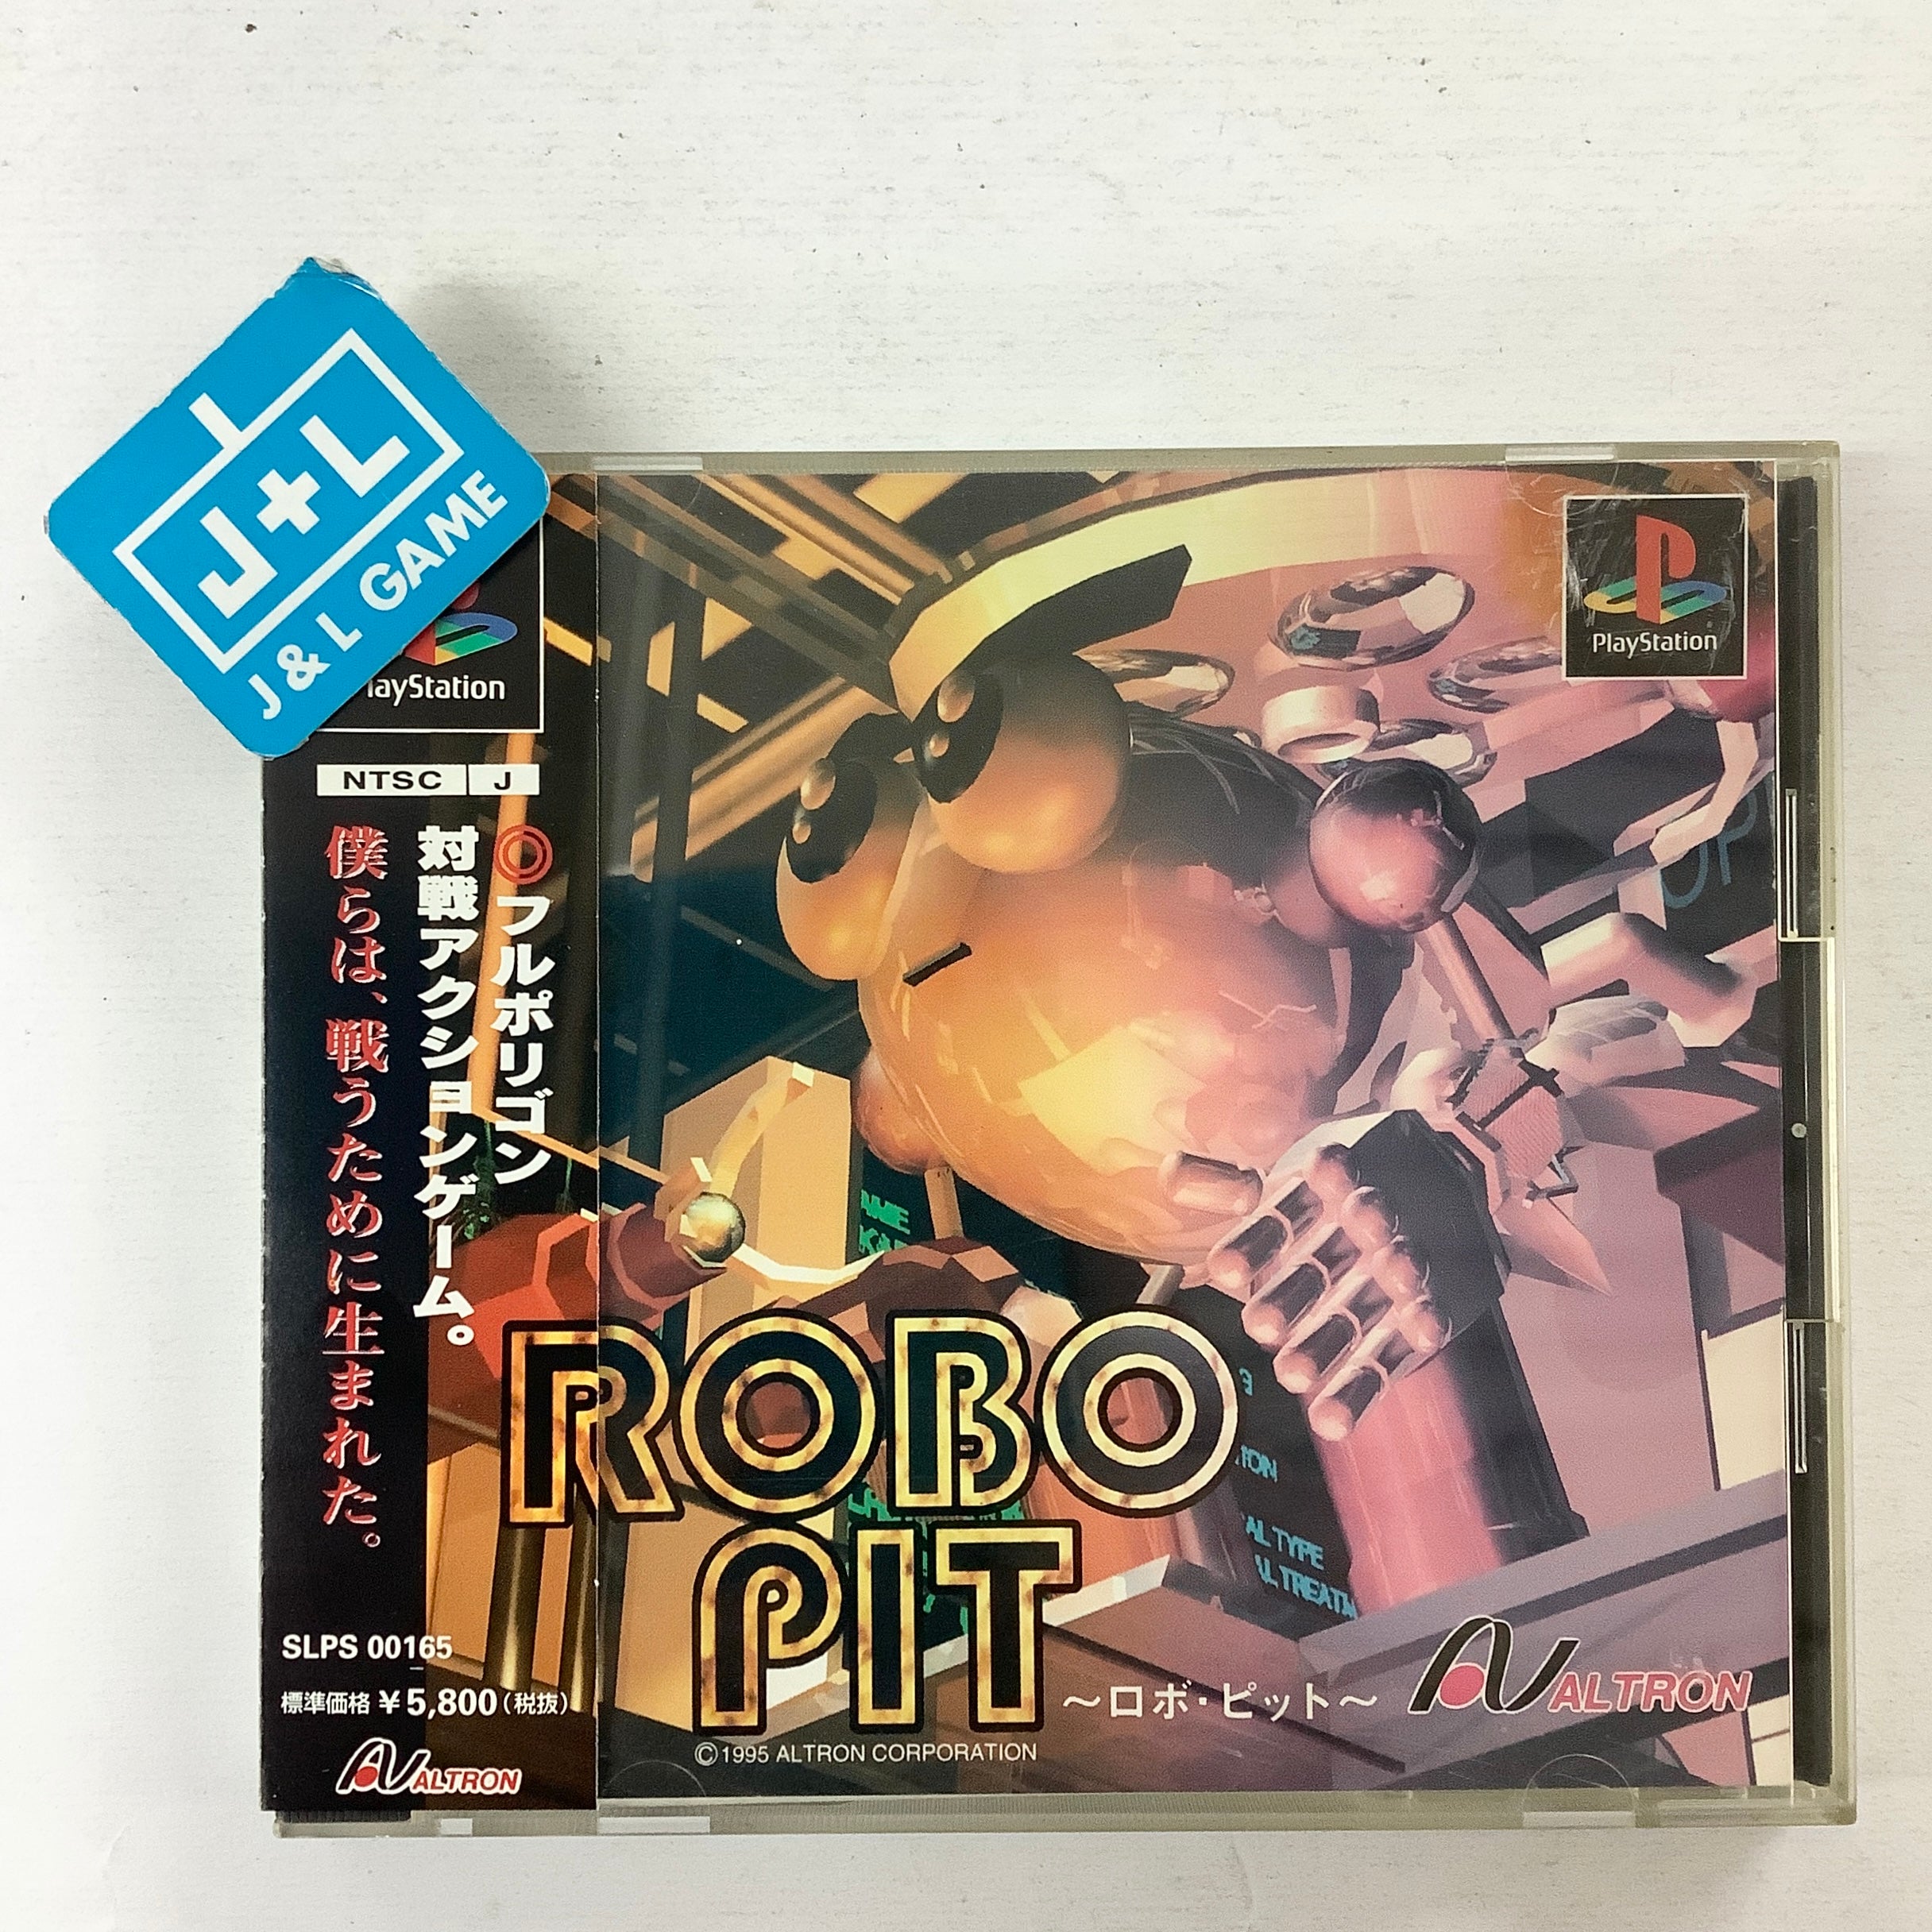 J+L
J & L GAME
PlayStation
NTSC J
◎フルポリゴン
対戦アクションゲーム。
僕らは、戦うために生まれた。
SLPS 00165
標準価格 ¥5,800(税抜)
ALTRON
PlayStation
ROBO
PIT
~ロボ・ピット~
ALTRON
©1995 ALTRON CORPORATION
AL TYPE